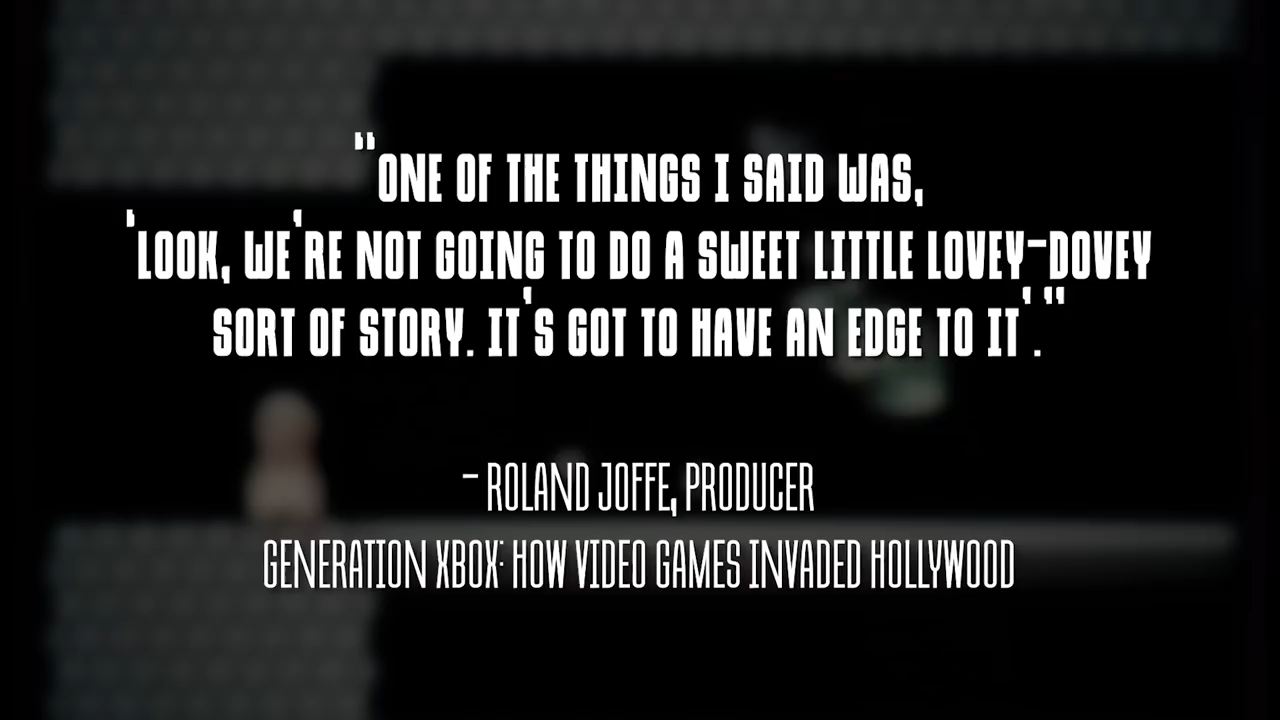 "ONE OF THE THINGS I SAID WAS,
'LOOK, WE'RE NOT GOING TO DO A SWEET LITTLE LOVEY-DOVEY
SORT OF STORY. IT'S GOT TO HAVE AN EDGE TO IT'."
- ROLAND JOFFE, PRODUCER
GENERATION XBOX: HOW VIDEO GAMES INVADED HOLLYWOOD